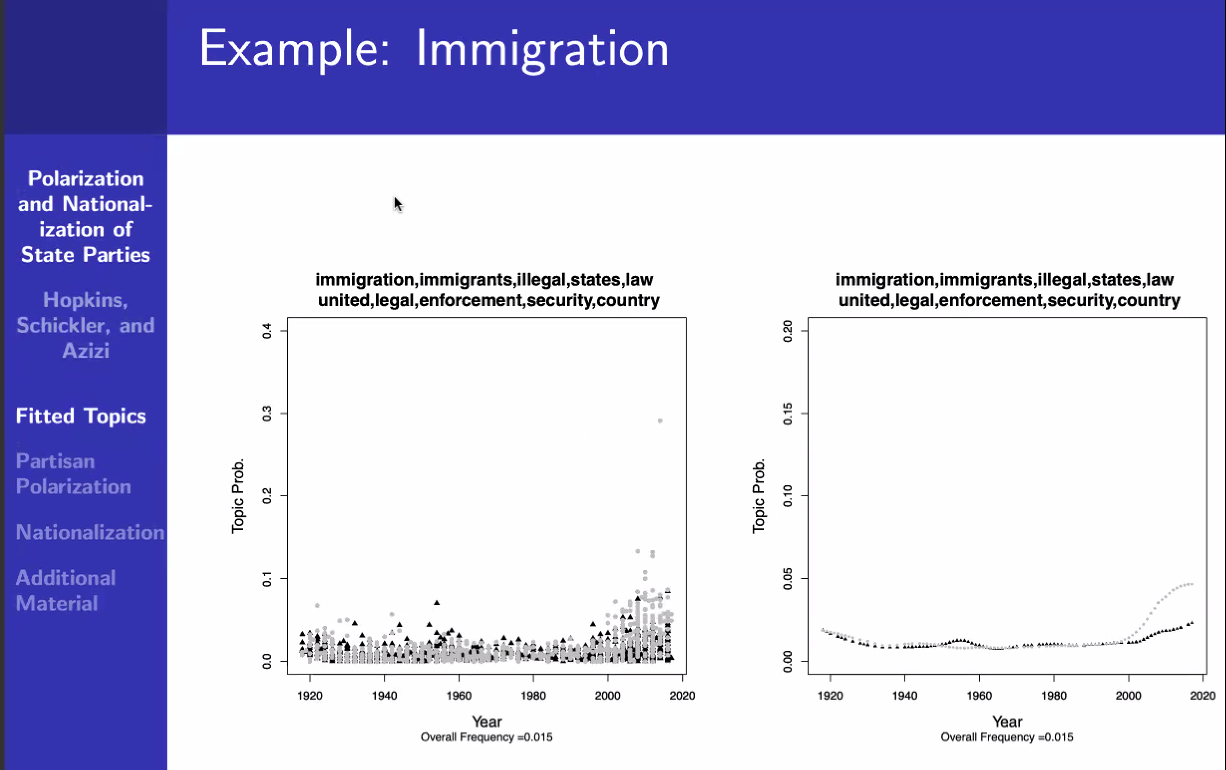 Example: Immigration
Polarization
and National-
ization of
State Parties
Hopkins,
Schickler, and
Azizi
Fitted Topics
Partisan
Polarization
Nationalization
Additional
Material
immigration,immigrants,illegal,states,law
united,legal,enforcement,security,country
0.4
0.3
0.2
0.1
0.0
Topic Prob.
1920 1940 1960 1980 2000 2020
Year
Overall Frequency =0.015
immigration,immigrants,illegal,states,law
united,legal,enforcement,security,country
0.20
0.15
0.10
0.05
0.00
Topic Prob.
1920 1940 1960 1980 2000 2020
Year
Overall Frequency =0.015